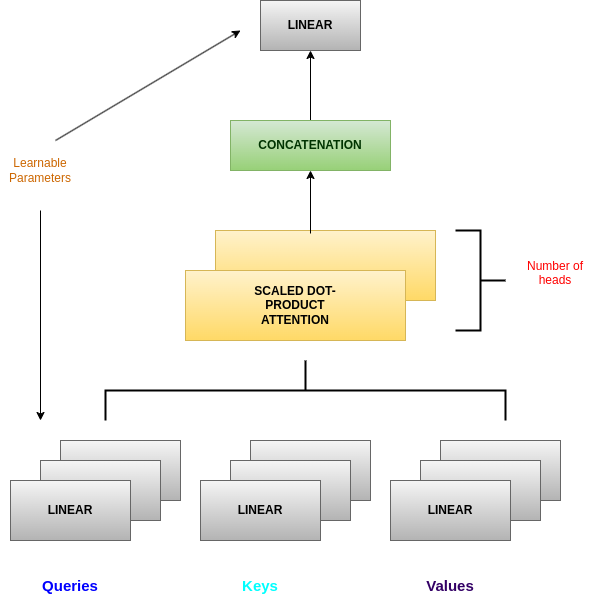 LINEAR
CONCATENATION
Learnable
Parameters
SCALED DOT-
PRODUCT
ATTENTION
Number of
heads
LINEAR
LINEAR
LINEAR
Queries
Keys
Values